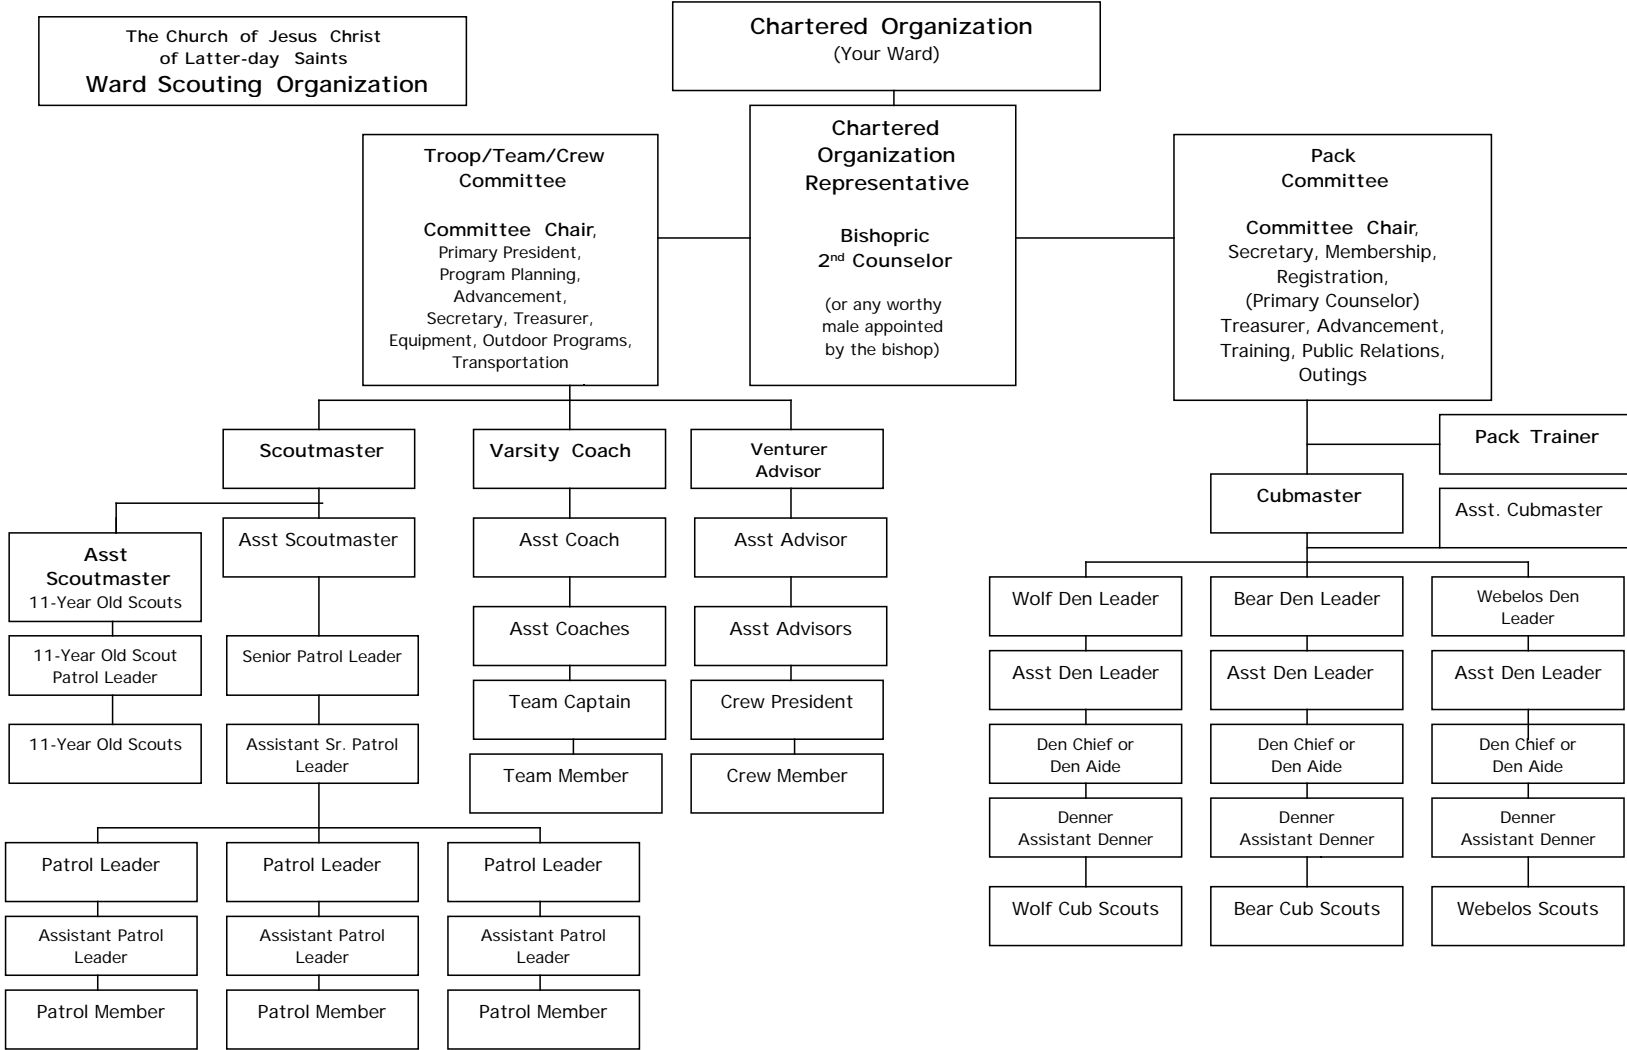 The Church of Jesus Christ
of Latter-day Saints
Ward Scouting Organization
Chartered Organization
(Your Ward)
Chartered
Organization
Representative
Bishopric
2nd Counselor
(or any worthy
male appointed
by the bishop)
Troop/Team/Crew
Committee
Committee Chair,
Primary President,
Program Planning,
Advancement,
Secretary, Treasurer,
Equipment, Outdoor Programs,
Transportation
Pack
Committee
Committee Chair,
Secretary, Membership,
Registration,
(Primary Counselor)
Treasurer, Advancement,
Training, Public Relations,
Outings
Scoutmaster
Varsity Coach
Venturer
Advisor
Pack Trainer
Cubmaster
Asst. Cubmaster
Asst
Scoutmaster
11-Year Old Scouts
Asst Scoutmaster
Asst Coach
Asst Advisor
Wolf Den Leader
Bear Den Leader
Webelos Den
Leader
11-Year Old Scout
Patrol Leader
Senior Patrol Leader
Asst Coaches
Asst Advisors
Asst Den Leader
Asst Den Leader
Asst Den Leader
11-Year Old Scouts
Assistant Sr. Patrol
Leader
Team Captain
Crew President
Den Chief or
Den Aide
Den Chief or
Den Aide
Den Chief or
Den Aide
Team Member
Crew Member
Denner
Assistant Denner
Denner
Assistant Denner
Denner
Assistant Denner
Patrol Leader
Patrol Leader
Patrol Leader
Wolf Cub Scouts
Bear Cub Scouts
Webelos Scouts
Assistant Patrol
Leader
Assistant Patrol
Leader
Assistant Patrol
Leader
Patrol Member
Patrol Member
Patrol Member